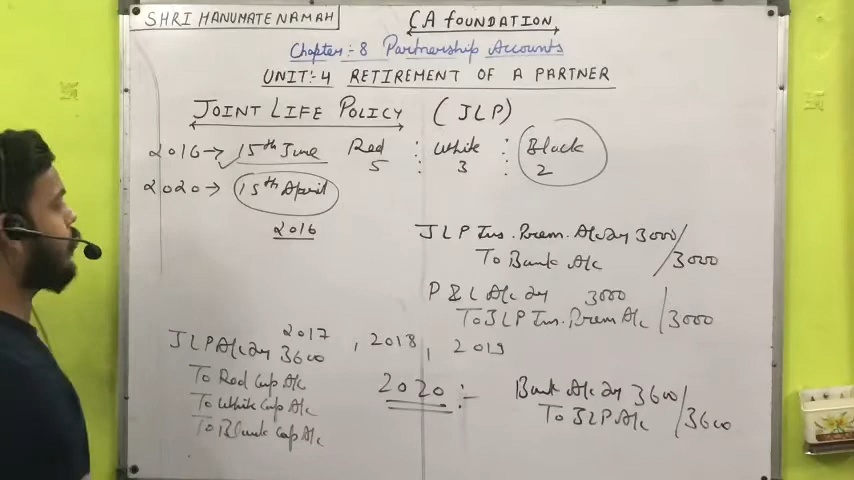 SHRI HANUMATE NAMAH
CA FOUNDATION
Chapter:- 8 Partnership Accounts
UNIT:- 4 RETIREMENT OF A PARTNER
JOINT LIFE POLICY (JLP)
2016 → 15th June Red : White : Black
5 : 3 : 2
2020 → 15th April
2016
JLP Ins. Prem. A/c Dr 3000/
To Bank A/c /3000
P & L A/c Dr 3000
To JLP Ins. Prem A/c /3000
2017, 2018, 2019
JLP A/c Dr 3600
To Red Cap A/c
To White Cap A/c
To Black Cap A/c
2020 :-
Bank A/c Dr 3600/
To JLP A/c /3600